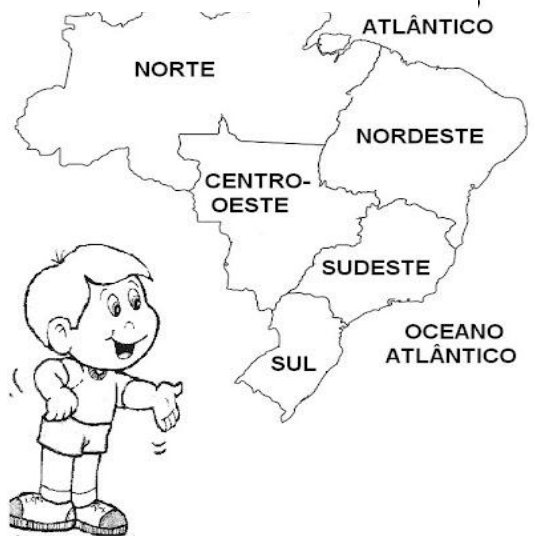 ATLÂNTICO
NORTE
NORDESTE
CENTRO-
OESTE
SUDESTE
OCEANO
ATLÂNTICO
SUL